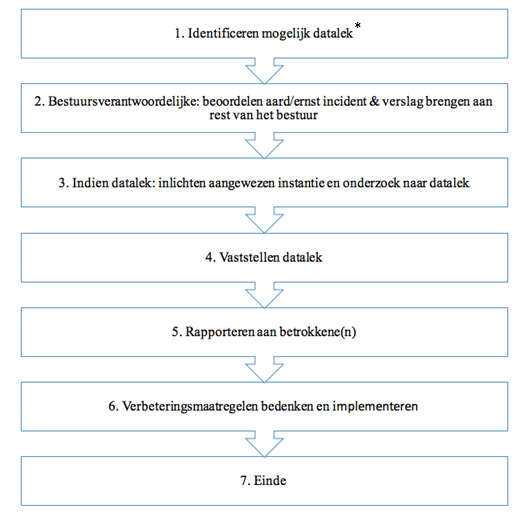 1. Identificeren mogelijk datalek*
2. Bestuursverantwoordelijke: beoordelen aard/ernst incident & verslag brengen aan
rest van het bestuur
3. Indien datalek: inlichten aangewezen instantie en onderzoek naar datalek
4. Vaststellen datalek
5. Rapporteren aan betrokkene(n)
6. Verbeteringsmaatregelen bedenken en implementeren
7. Einde